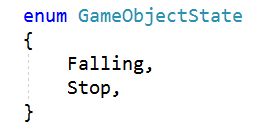 enum GameObjectState
{
Falling,
Stop,
}